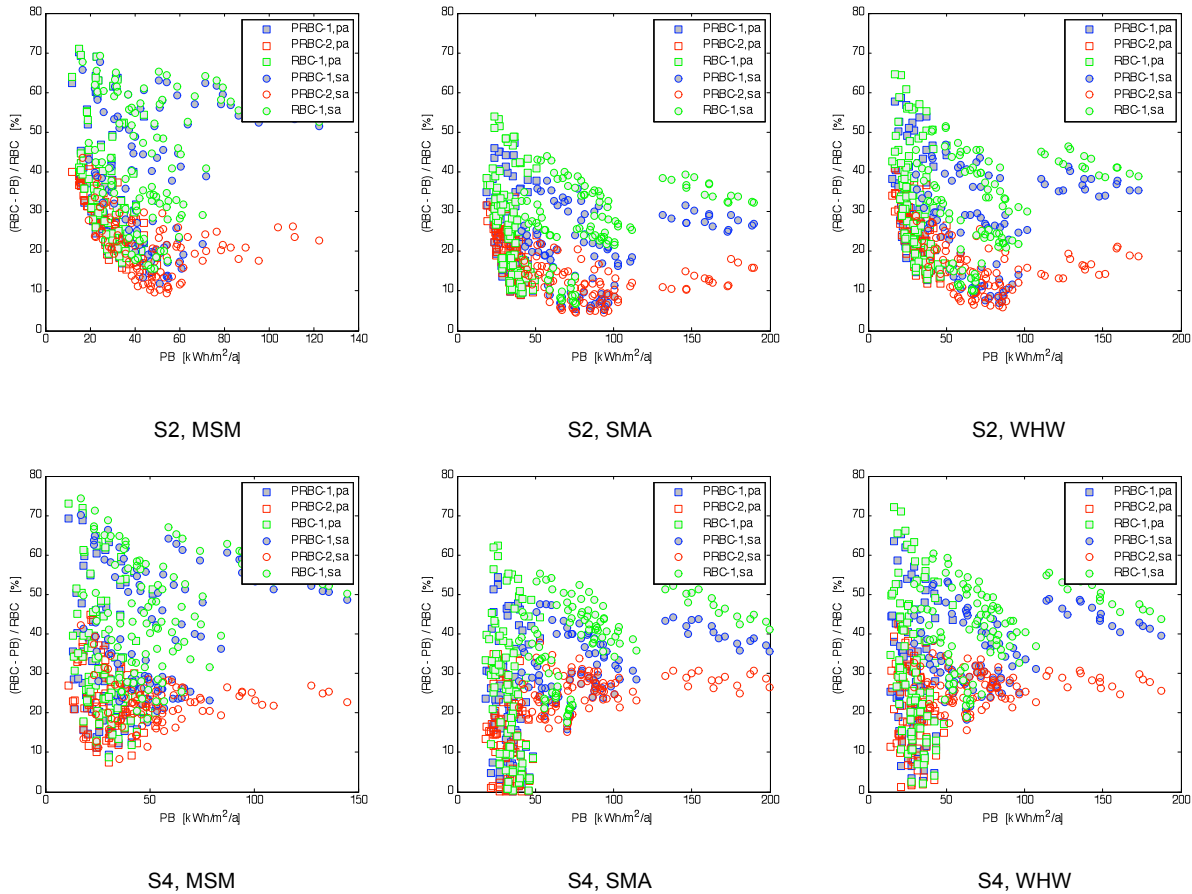 80
70
60
50
40
30
20
10
0
(RBC - PB) / RBC [%]
PRBC-1,pa
PRBC-2,pa
RBC-1,pa
PRBC-1,sa
PRBC-2,sa
RBC-1,sa
0 20 40 60 80 100 120 140
PB [kWh/m²/a]
S2, MSM
80
70
60
50
40
30
20
10
0
(RBC - PB) / RBC [%]
PRBC-1,pa
PRBC-2,pa
RBC-1,pa
PRBC-1,sa
PRBC-2,sa
RBC-1,sa
0 50 100 150 200
PB [kWh/m²/a]
S2, SMA
80
70
60
50
40
30
20
10
0
(RBC - PB) / RBC [%]
PRBC-1,pa
PRBC-2,pa
RBC-1,pa
PRBC-1,sa
PRBC-2,sa
RBC-1,sa
0 50 100 150 200
PB [kWh/m²/a]
S2, WHW
80
70
60
50
40
30
20
10
0
(RBC - PB) / RBC [%]
PRBC-1,pa
PRBC-2,pa
RBC-1,pa
PRBC-1,sa
PRBC-2,sa
RBC-1,sa
0 50 100 150
PB [kWh/m²/a]
S4, MSM
80
70
60
50
40
30
20
10
0
(RBC - PB) / RBC [%]
PRBC-1,pa
PRBC-2,pa
RBC-1,pa
PRBC-1,sa
PRBC-2,sa
RBC-1,sa
0 50 100 150 200
PB [kWh/m²/a]
S4, SMA
80
70
60
50
40
30
20
10
0
(RBC - PB) / RBC [%]
PRBC-1,pa
PRBC-2,pa
RBC-1,pa
PRBC-1,sa
PRBC-2,sa
RBC-1,sa
0 50 100 150 200
PB [kWh/m²/a]
S4, WHW